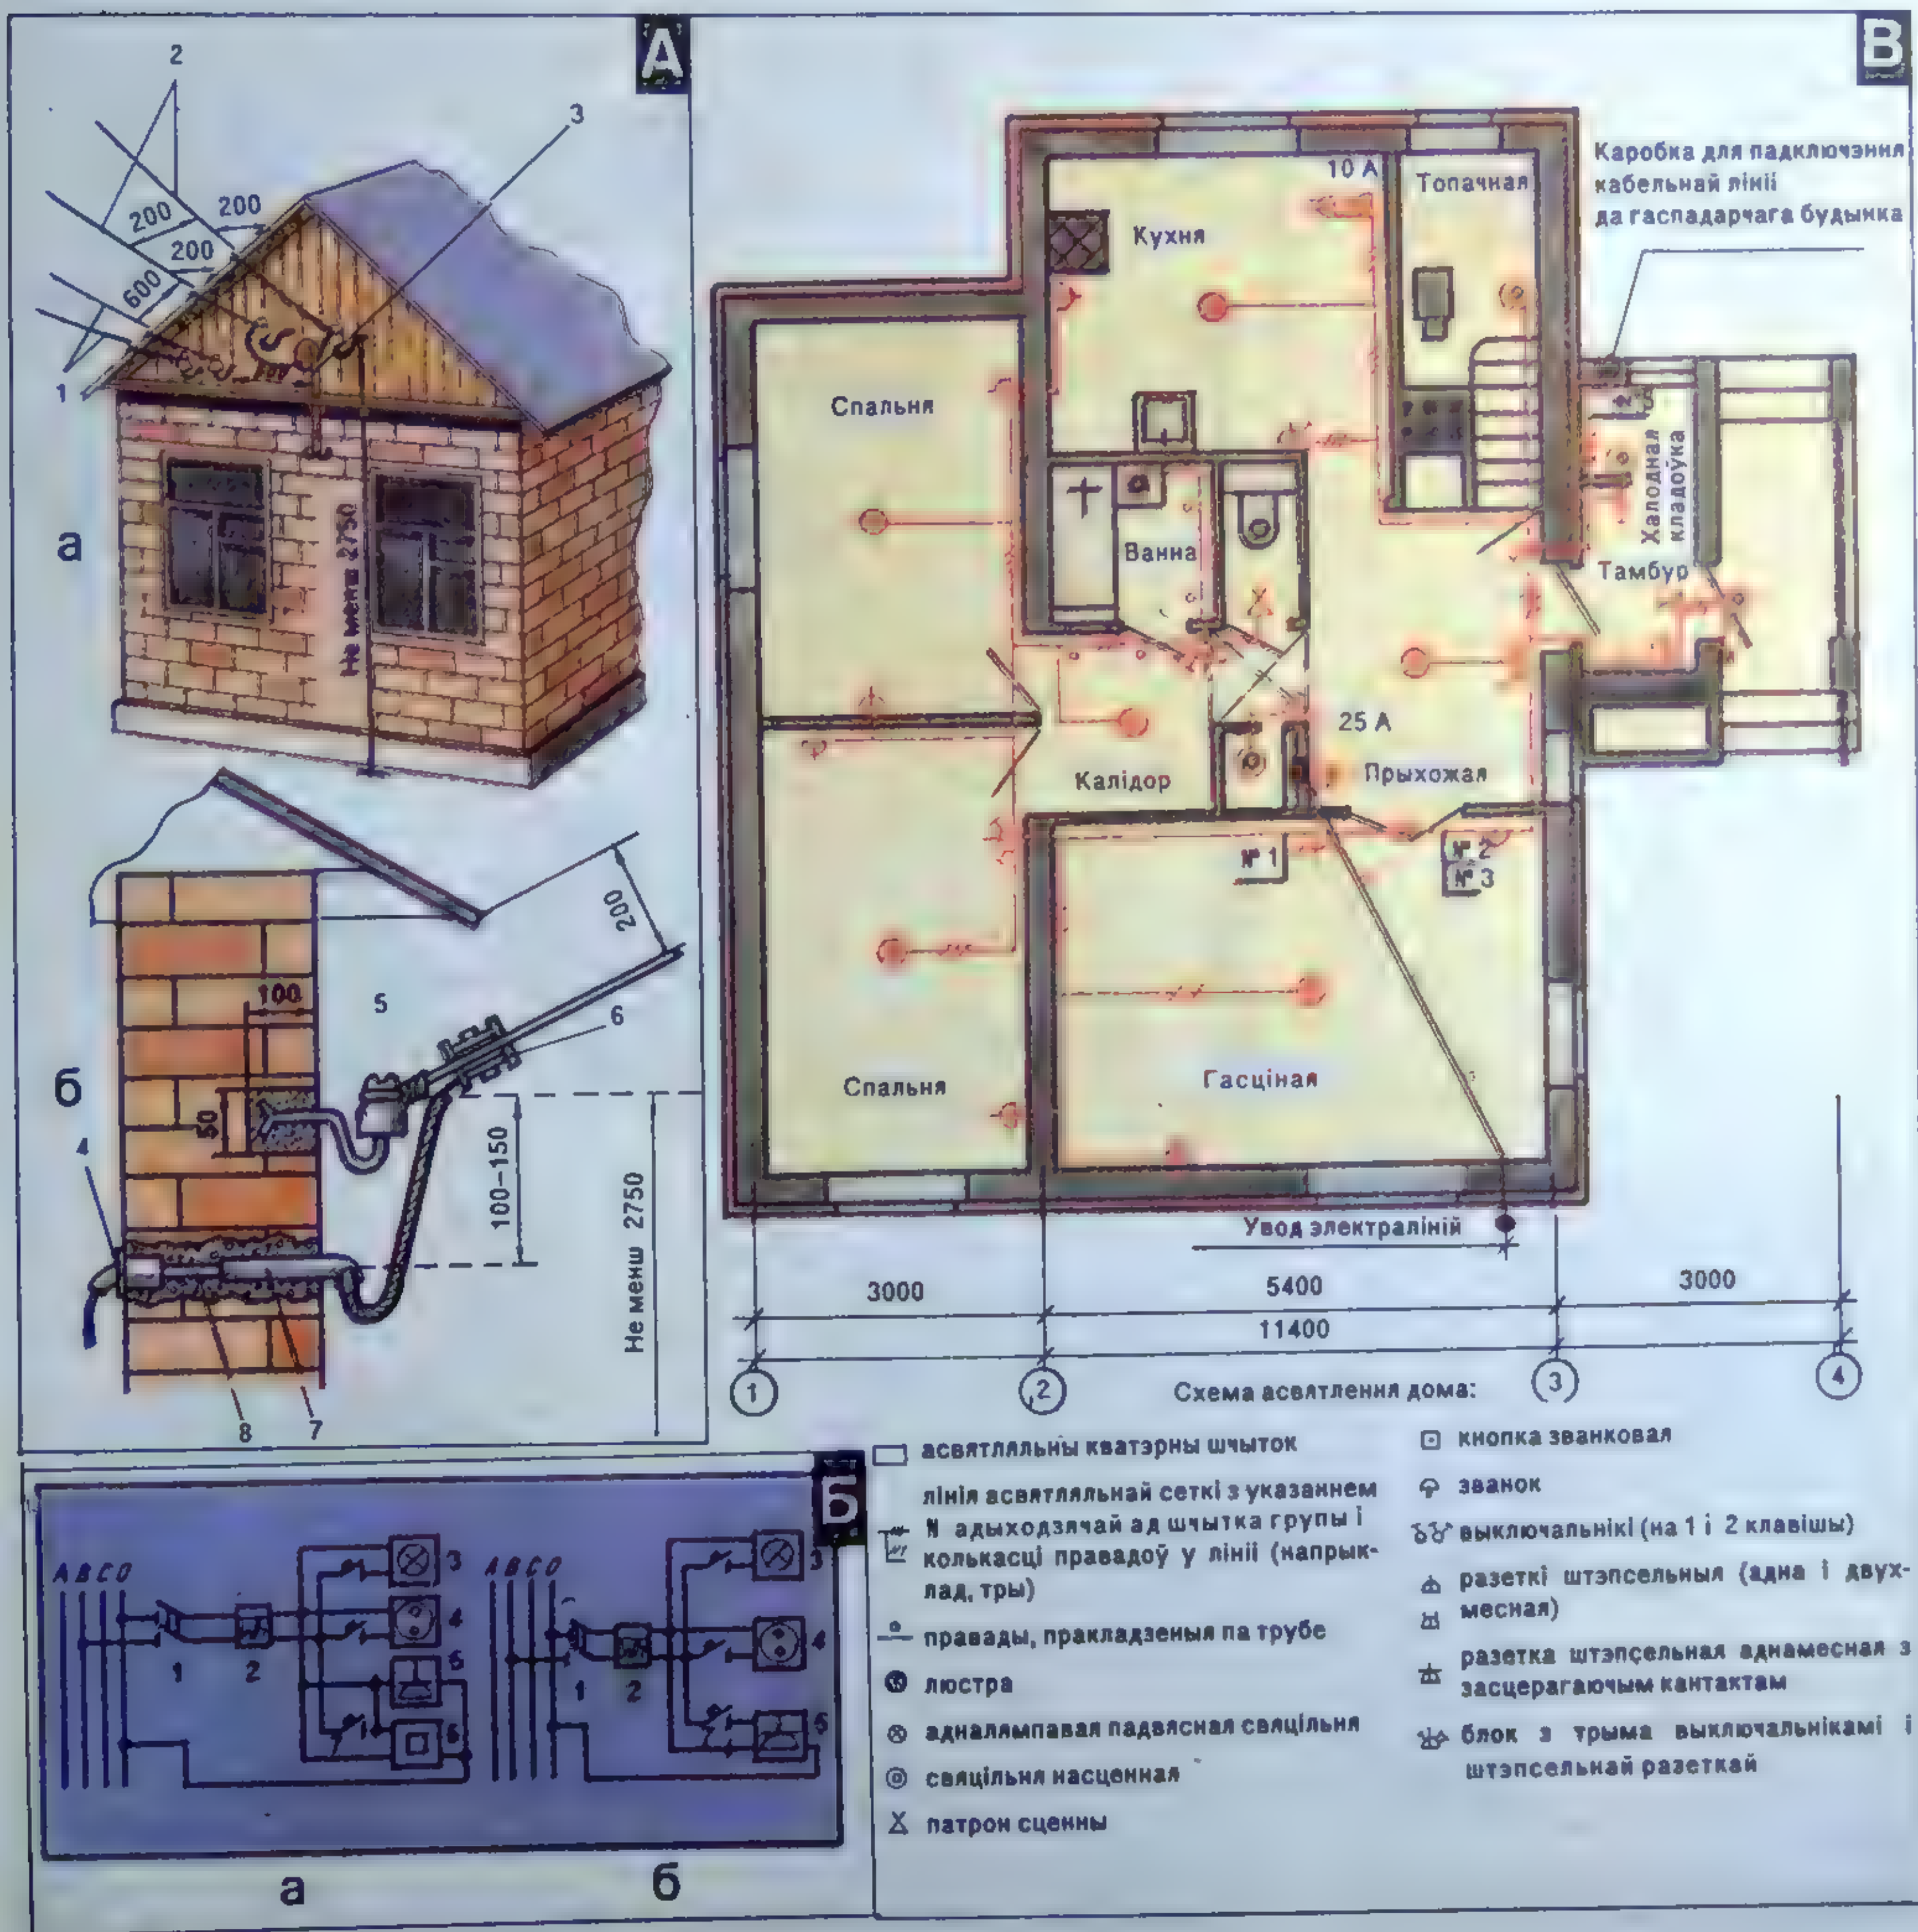 А
2
3
200
200
200
600
1
Не менш 2750
а
200
100
5
6
б
50
4
100–150
Не менш 2750
8
7
В
Каробка для падключэння
кабельнай лініі
да гаспадарчага будынка
10 А
Топачная
Кухня
Спальня
Ванна
Халодная
кладоўка
Тамбур
25 А
Калідор
Прыхожая
№ 1
№ 2
№ 3
Спальня
Гасціная
Увод электраліній
3000
5400
3000
11400
1
2
3
4
Схема асвятлення дома:
асвятляльны кватэрны шчыток
лінія асвятляльнай сеткі з указаннем
N адыходзячай ад шчытка групы і
колькасці правадоў у лініі (напрык-
лад, тры)
правады, пракладзеныя па трубе
люстра
адналямпавая падвясная свяцільня
свяцільня насценная
патрон сценны
кнопка званковая
званок
выключальнікі (на 1 і 2 клавішы)
разеткі штэпсельныя (адна і двух-
месная)
разетка штэпсельная аднамесная з
засцерагаючым кантактам
блок з трыма выключальнікамі і
штэпсельнай разеткай
Б
А В С О
1
2
3
4
5
6
а
А В С О
1
2
3
4
5
б